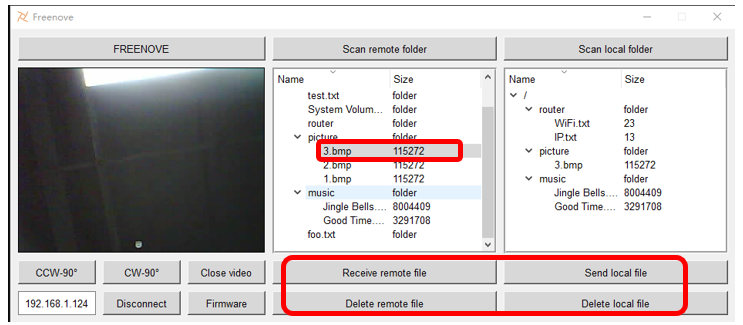 Freenove
FREENOVE
Scan remote folder
Scan local folder
Name Size
test.txt folder
System Volum... folder
router folder
picture folder
3.bmp 115272
2.bmp 115272
1.bmp 115272
music folder
Jingle Bells.... 8004409
Good Time.... 3291708
foo.txt folder
Name Size
/
router folder
WiFi.txt 23
IP.txt 13
picture folder
3.bmp 115272
music folder
Jingle Bells.... 8004409
Good Time.... 3291708
CCW-90° CW-90° Close video Receive remote file Send local file
192.168.1.124 Disconnect Firmware Delete remote file Delete local file